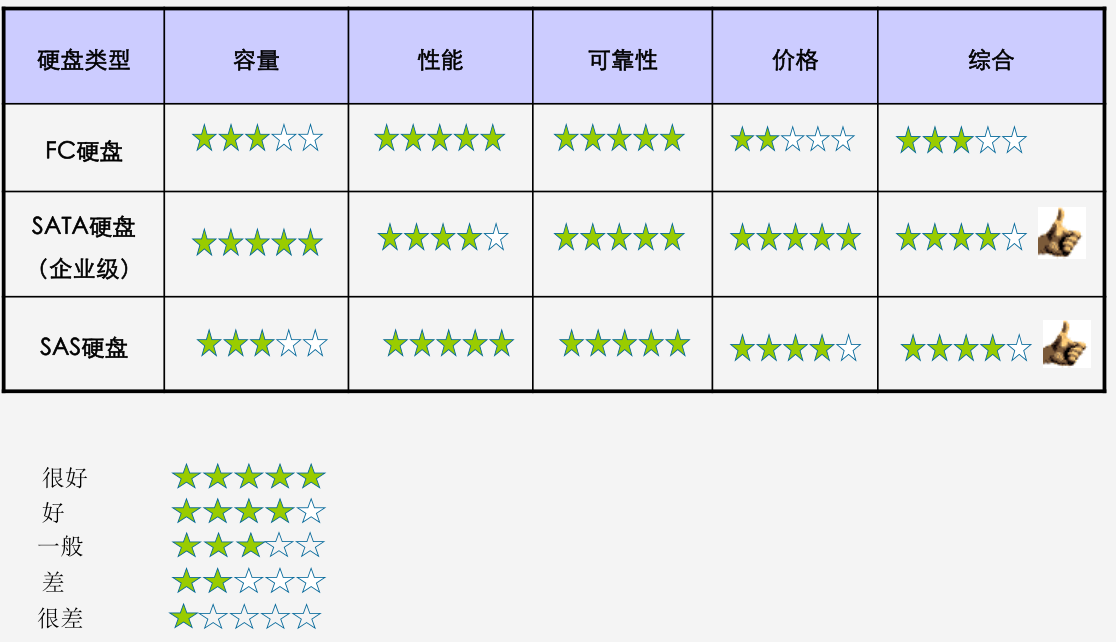 硬盘类型 容量 性能 可靠性 价格 综合
FC硬盘
SATA硬盘
（企业级）
SAS硬盘
很好
好
一般
差
很差